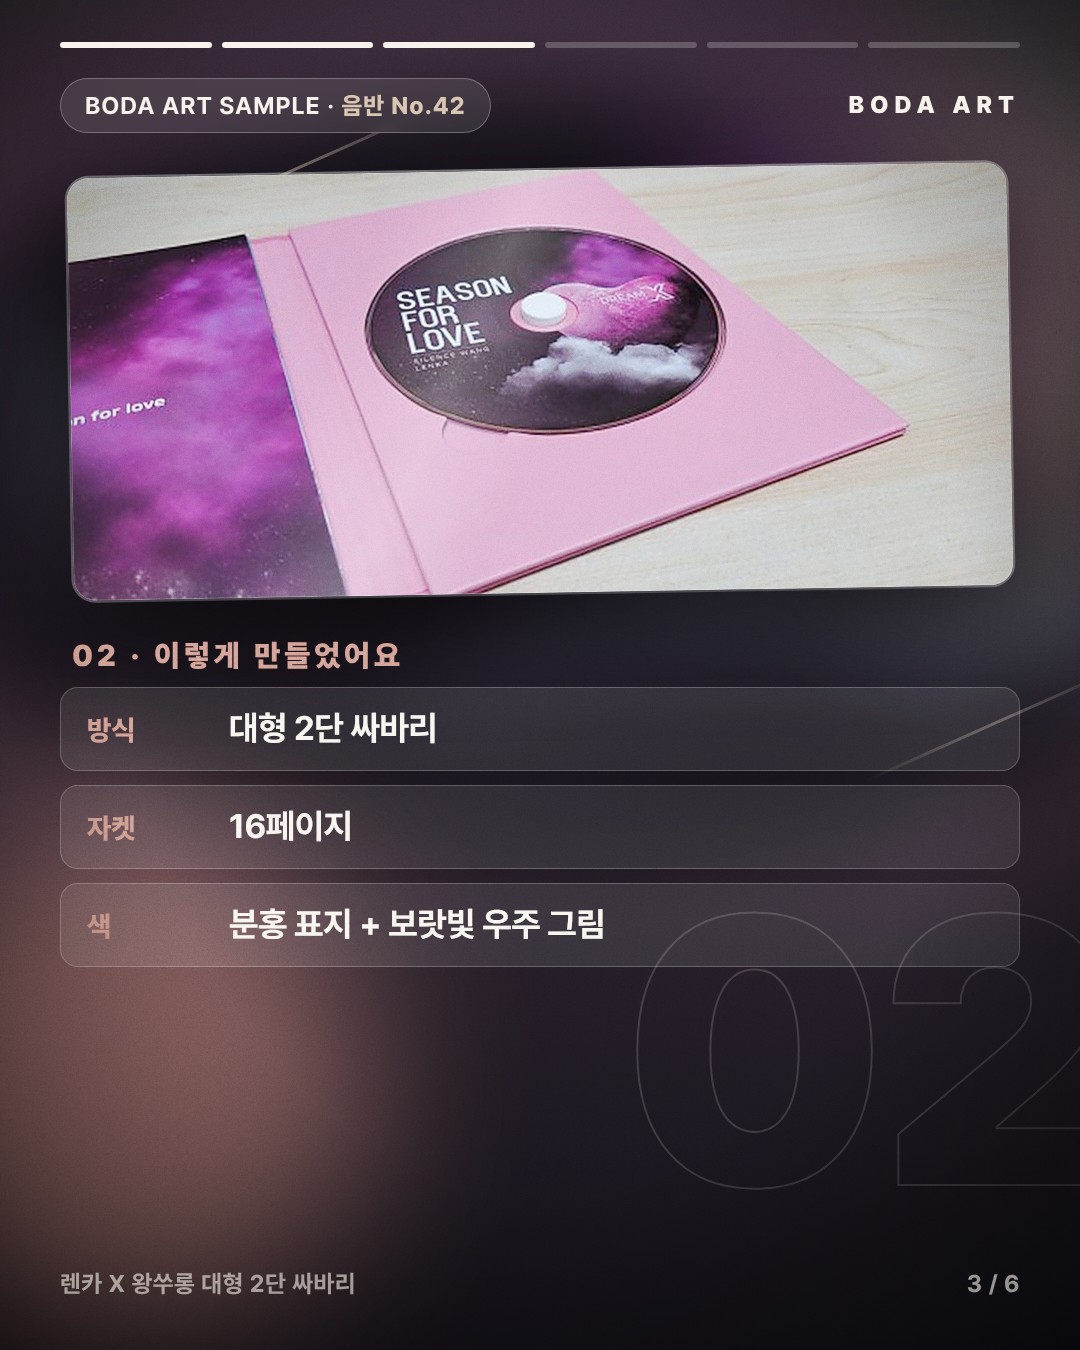 BODA ART SAMPLE · 음반 No.42
BODA ART
SEASON
FOR
LOVE
SILENCE WANG
LENKA
DREAM
n for love
02 · 이렇게 만들었어요
방식 대형 2단 싸바리
자켓 16페이지
색 분홍 표지 + 보랏빛 우주 그림
02
렌카 X 왕쑤롱 대형 2단 싸바리
3 / 6